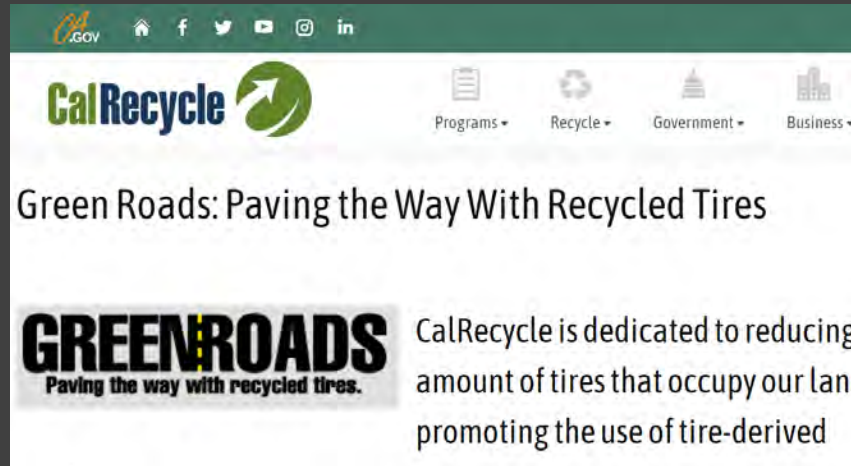 CA.GOV
CalRecycle
Programs
Recycle
Government
Business
Green Roads: Paving the Way With Recycled Tires
GREENROADS
Paving the way with recycled tires.
CalRecycle is dedicated to reducing
amount of tires that occupy our lan
promoting the use of tire-derived